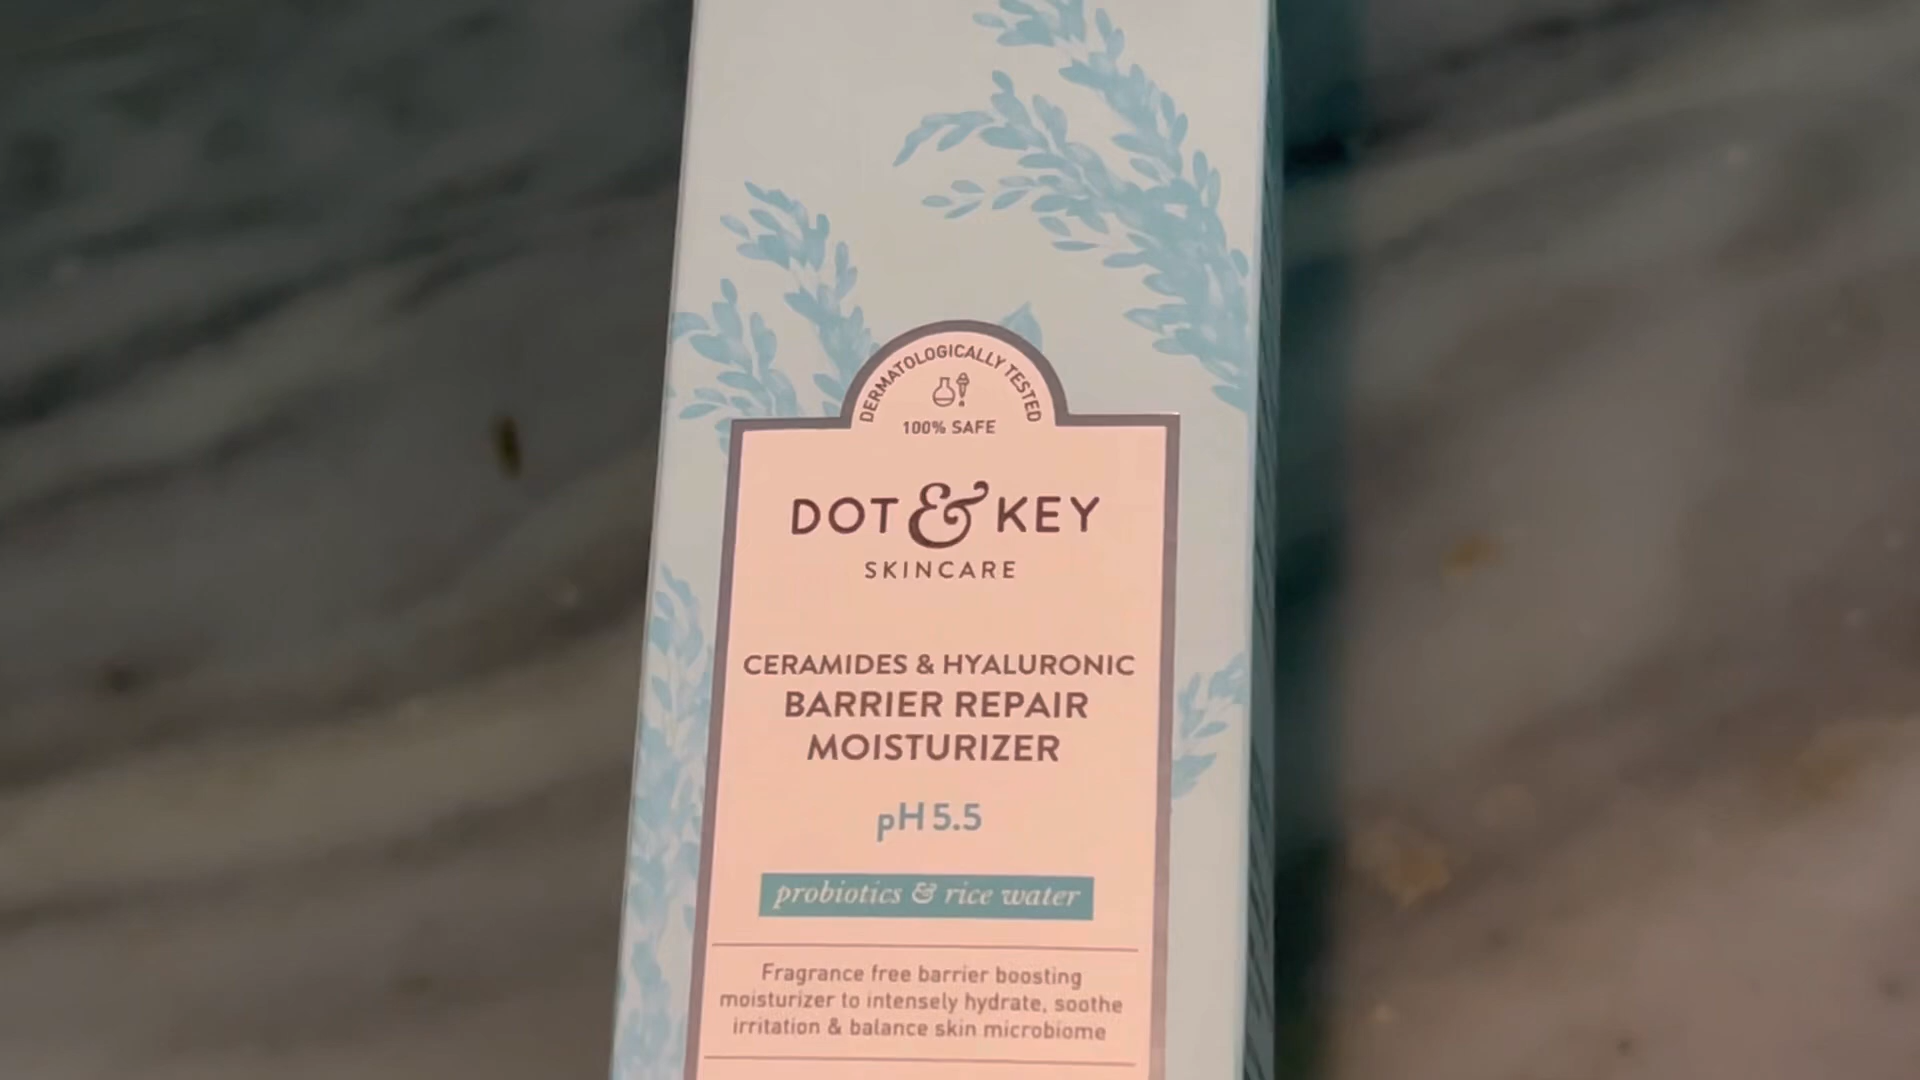 DERMATOLOGICALLY TESTED
100% SAFE
DOT & KEY
SKINCARE
CERAMIDES & HYALURONIC
BARRIER REPAIR
MOISTURIZER
pH 5.5
probiotics & rice water
Fragrance free barrier boosting
moisturizer to intensely hydrate, soothe
irritation & balance skin microbiome